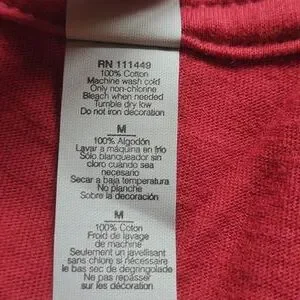 RN 111449
100% Cotton
Machine wash cold
Only non-chlorine
Bleach when needed
Tumble dry low
Do not iron decoration
M
100% Algodón
Lavar a máquina en frío
Sólo blanqueador sin
cloro cuando sea
necesario
Secar a baja temperatura
No planche
Sobre la decoración
M
100% Coton
Froid de lavage
de machine
Seulement un javellisant
sans chlore si nécessaire
le bas sec de degringolade
Ne pas repàsser
sur les décoration